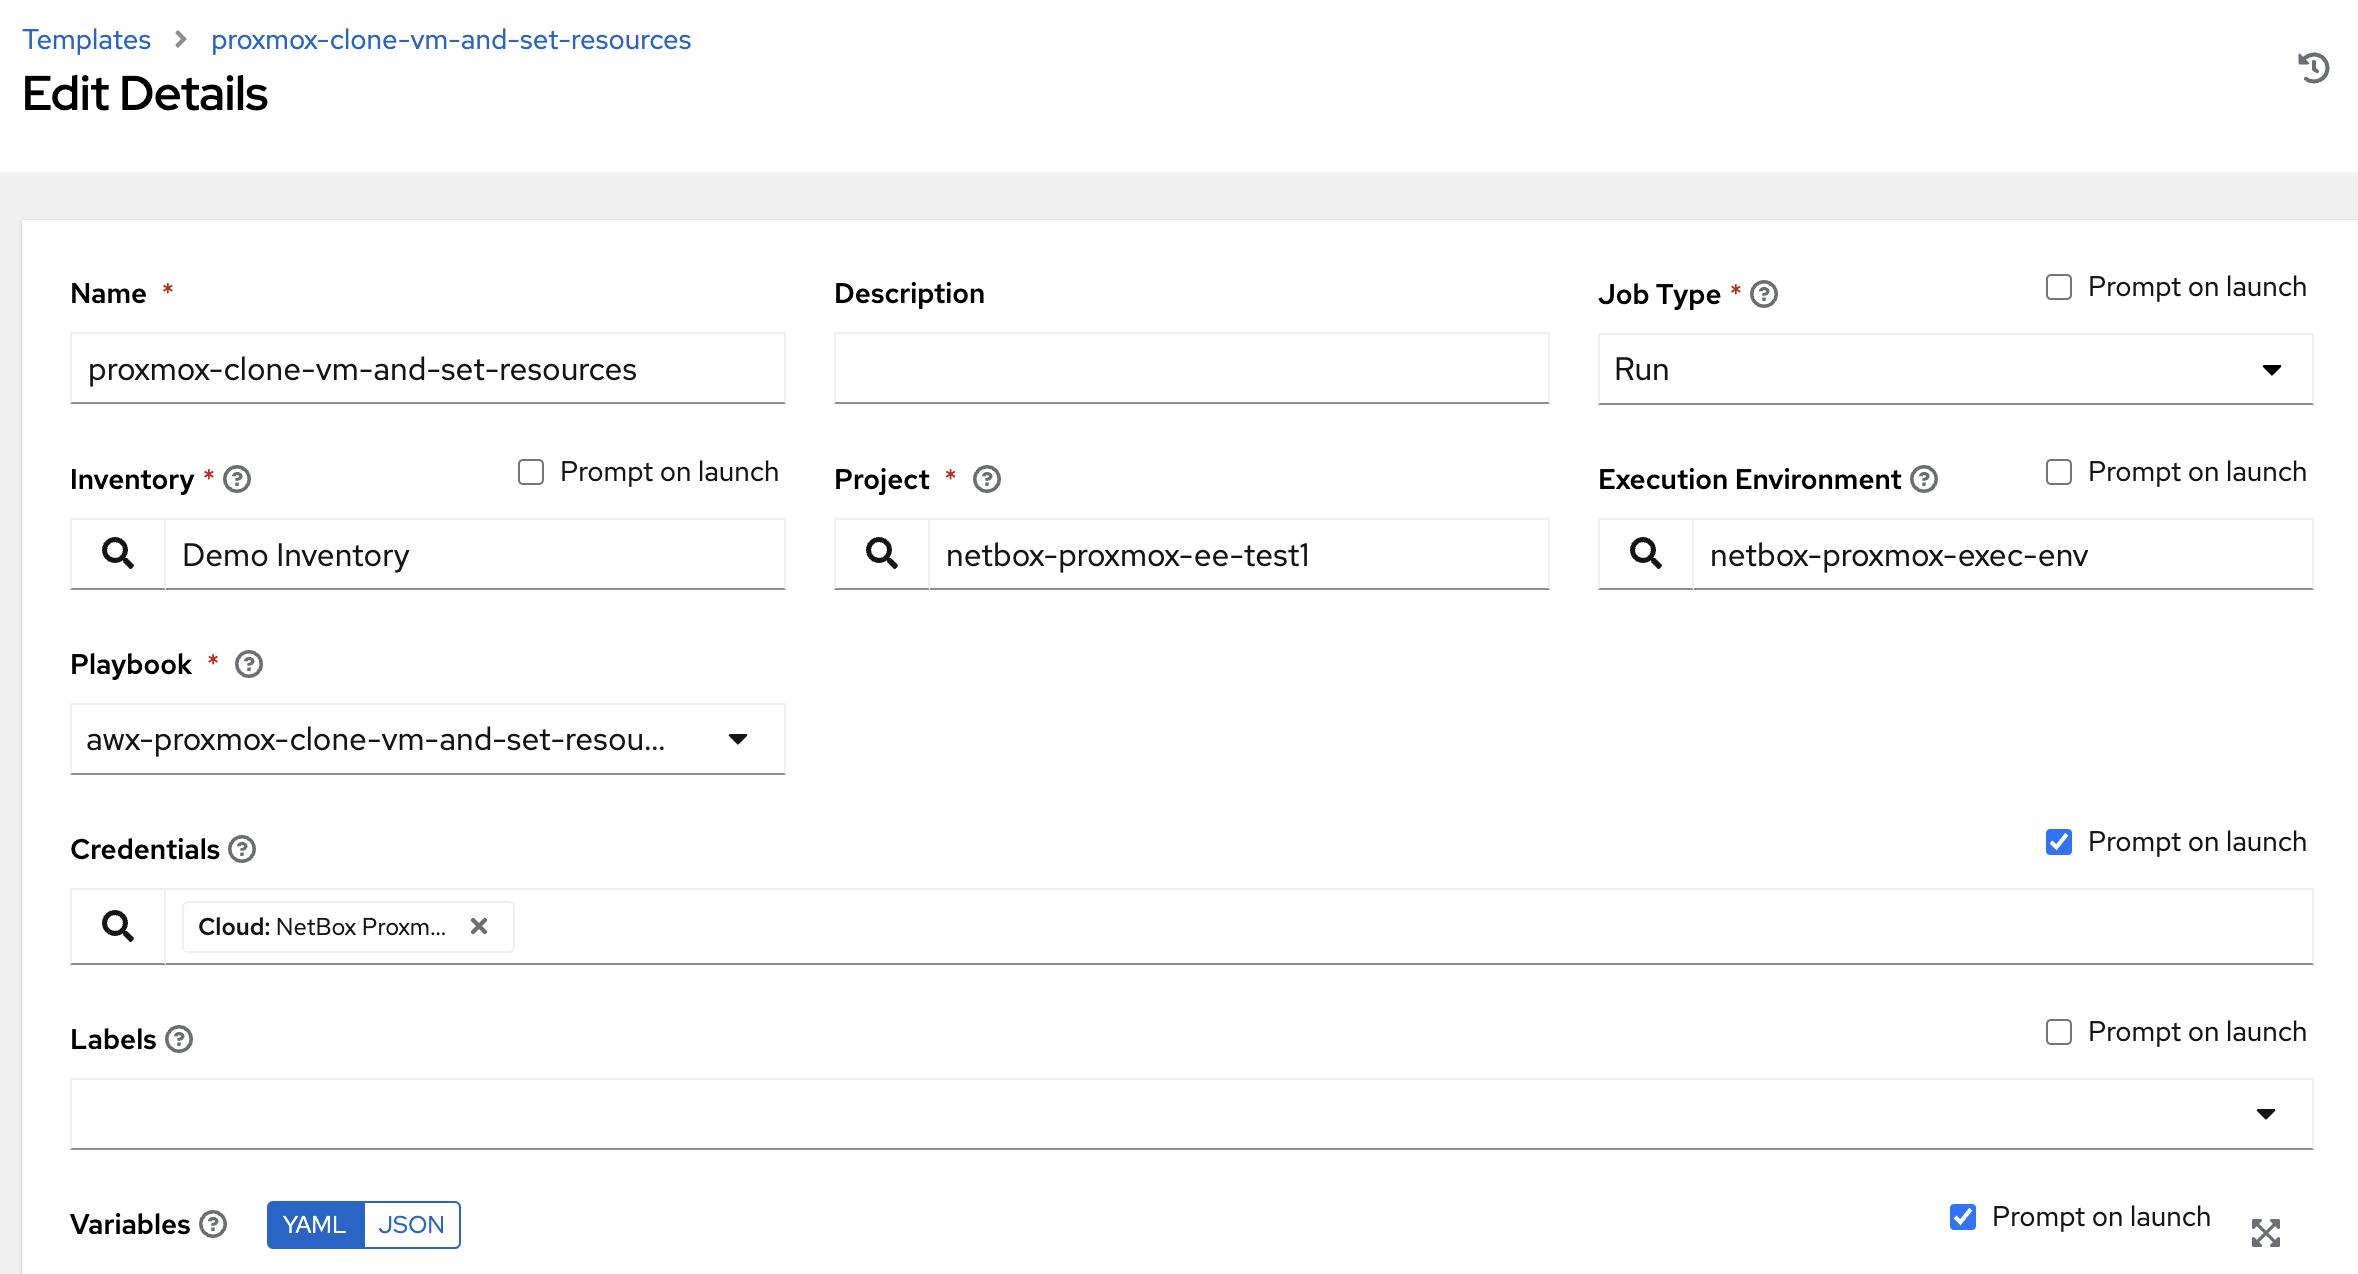 Templates > proxmox-clone-vm-and-set-resources
Edit Details
Name *
Description
Job Type *
Prompt on launch
proxmox-clone-vm-and-set-resources
Run
Inventory *
Prompt on launch
Project *
Execution Environment
Prompt on launch
Demo Inventory
netbox-proxmox-ee-test1
netbox-proxmox-exec-env
Playbook *
awx-proxmox-clone-vm-and-set-resou...
Credentials
Prompt on launch
Cloud: NetBox Proxm...
Labels
Prompt on launch
Variables
YAML
JSON
Prompt on launch